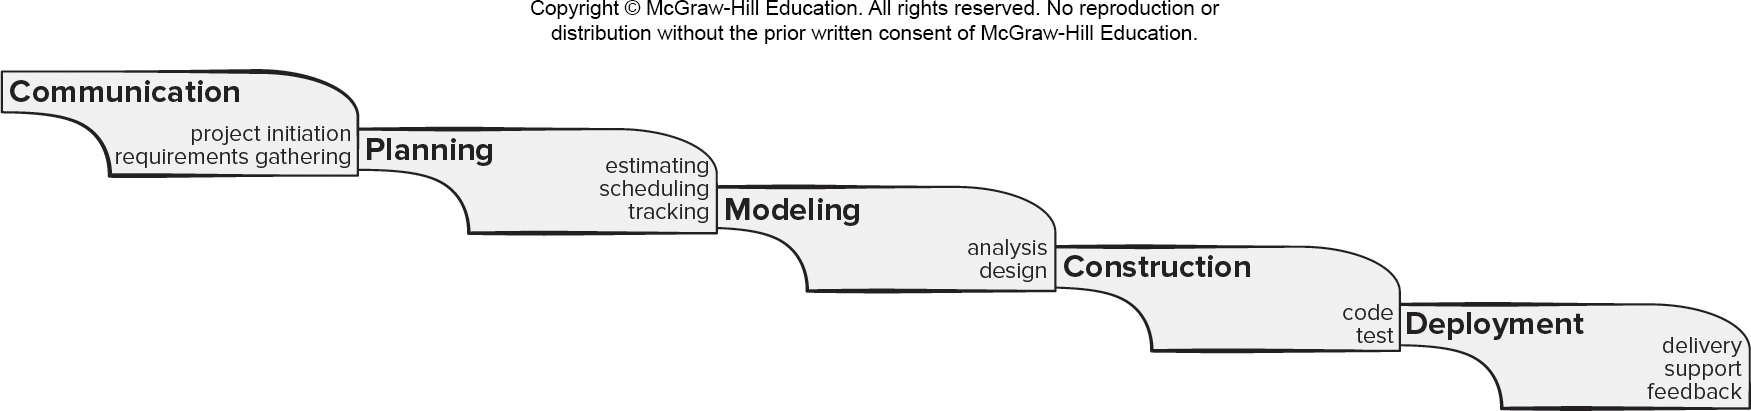 Copyright © McGraw-Hill Education. All rights reserved. No reproduction or
distribution without the prior written consent of McGraw-Hill Education.
Communication
project initiation
requirements gathering
Planning
estimating
scheduling
tracking
Modeling
analysis
design
Construction
code
test
Deployment
delivery
support
feedback